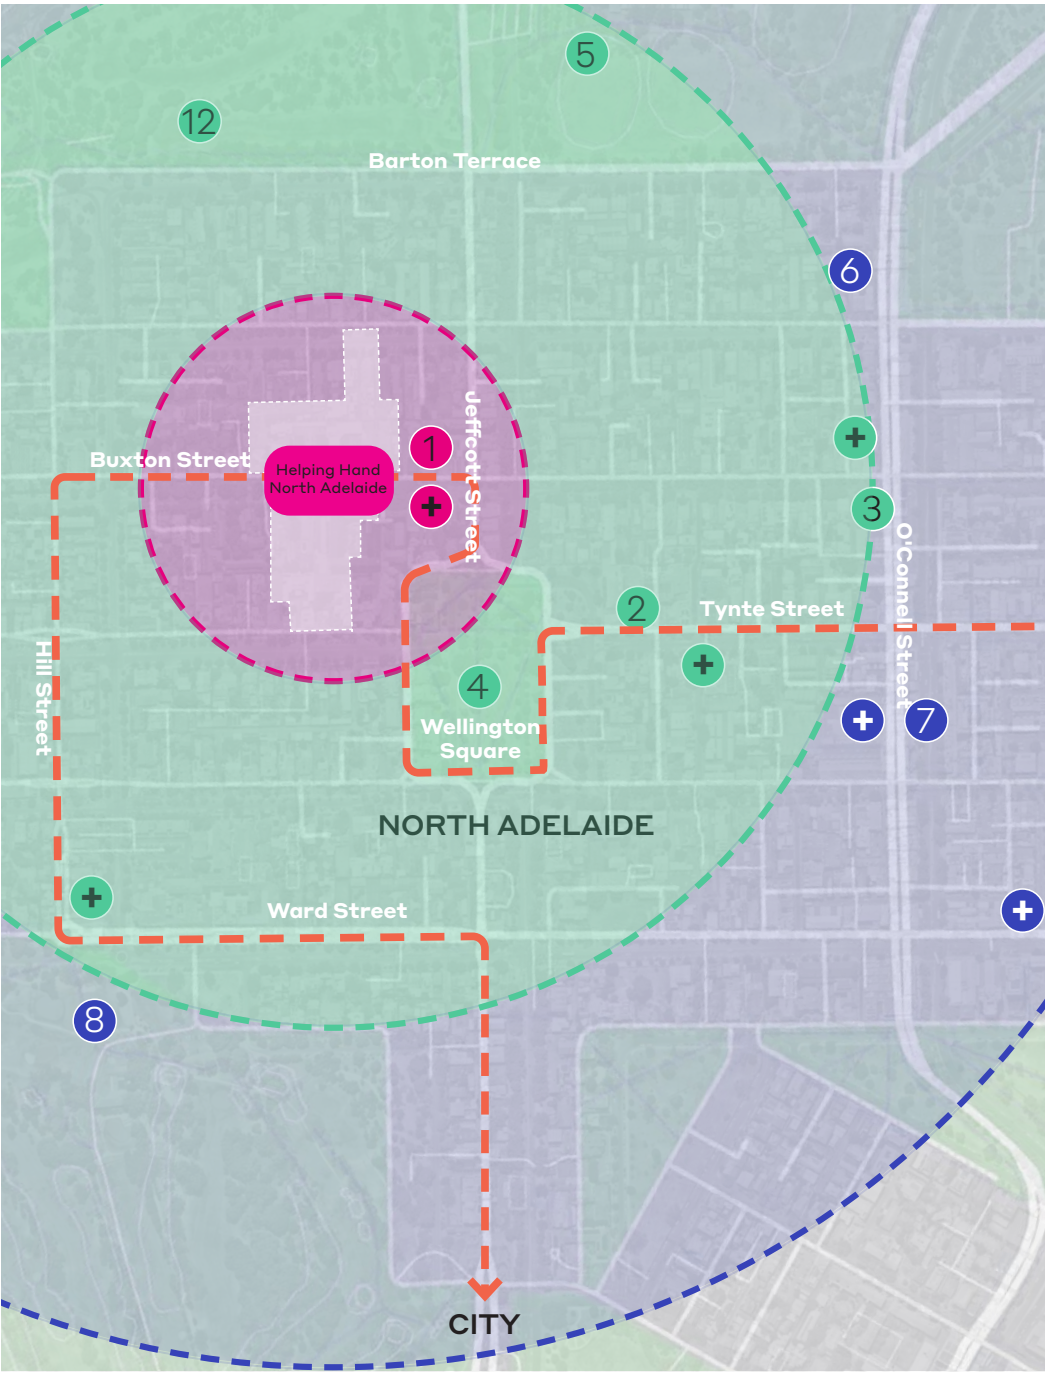 5
12
Barton Terrace
6
Jeffcott Street
1
Buxton Street
Helping Hand
North Adelaide
+
+
3
O'Connell Street
2
Tynte Street
+
Hill Street
4
+
7
Wellington
Square
NORTH ADELAIDE
+
Ward Street
+
8
CITY